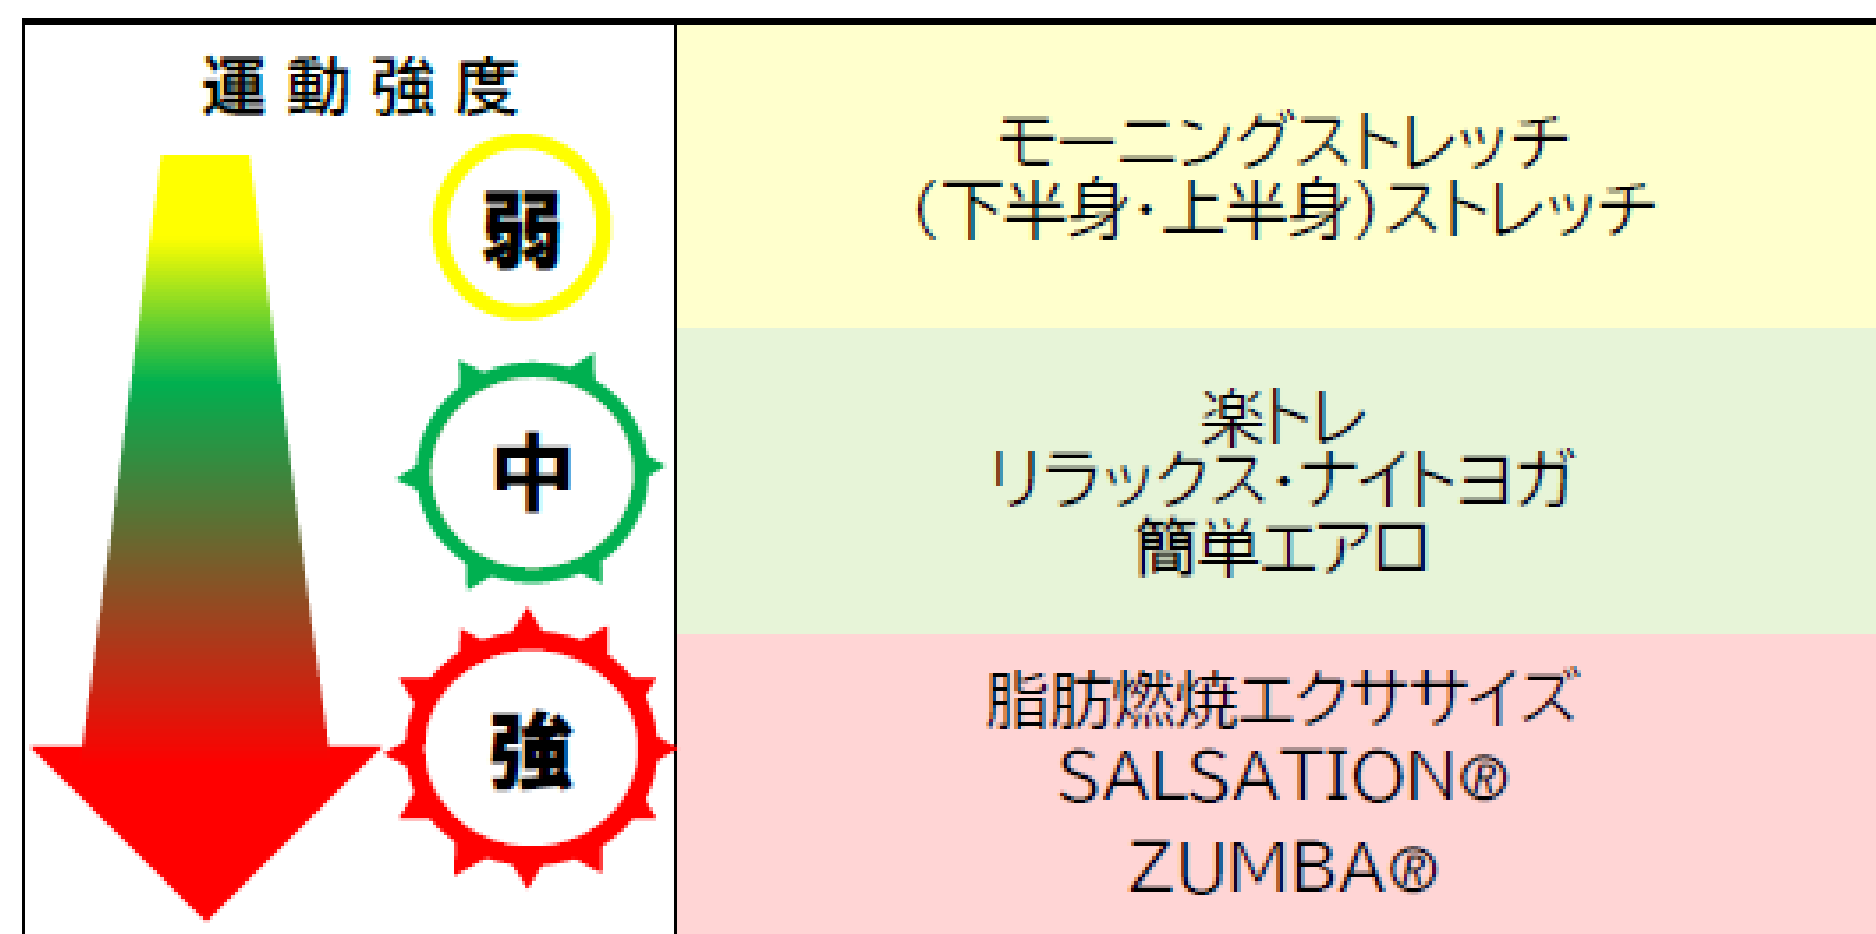 運動強度
弱
モーニングストレッチ
(下半身・上半身)ストレッチ
中
楽トレ
リラックス・ナイトヨガ
簡単エアロ
強
脂肪燃焼エクササイズ
SALSATION®
ZUMBA®